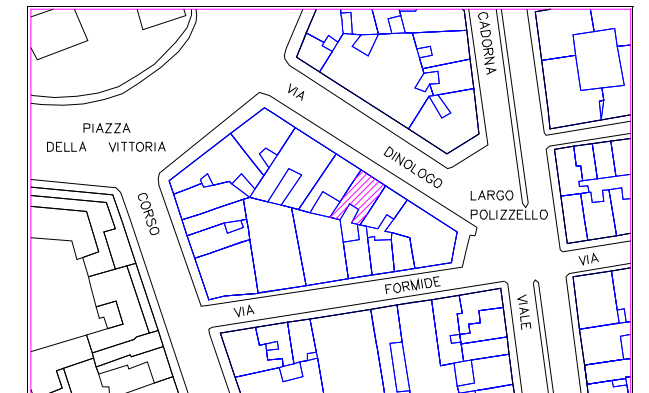 CADORNA
VIA
PIAZZA
DELLA VITTORIA
DINOLOGO
CORSO
LARGO
POLIZZELLO
VIA
FORMIDE
VIA
VIALE